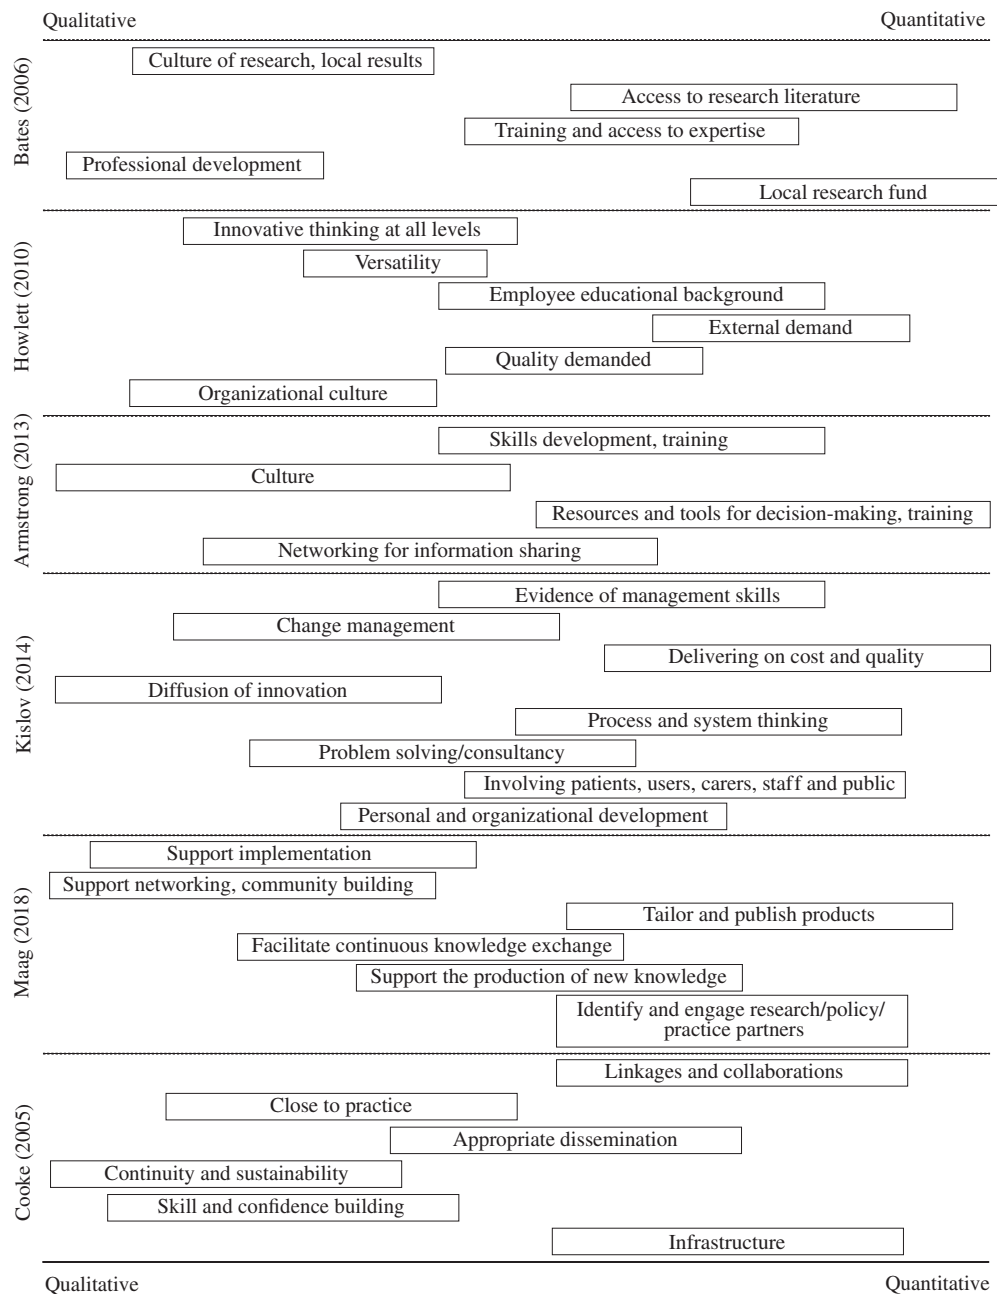 Qualitative Quantitative
Bates (2006)
Culture of research, local results
Access to research literature
Training and access to expertise
Professional development
Local research fund
Howlett (2010)
Innovative thinking at all levels
Versatility
Employee educational background
External demand
Quality demanded
Organizational culture
Armstrong (2013)
Skills development, training
Culture
Resources and tools for decision-making, training
Networking for information sharing
Kislov (2014)
Evidence of management skills
Change management
Delivering on cost and quality
Diffusion of innovation
Process and system thinking
Problem solving/consultancy
Involving patients, users, carers, staff and public
Personal and organizational development
Maag (2018)
Support implementation
Support networking, community building
Tailor and publish products
Facilitate continuous knowledge exchange
Support the production of new knowledge
Identify and engage research/policy/
practice partners
Cooke (2005)
Linkages and collaborations
Close to practice
Appropriate dissemination
Continuity and sustainability
Skill and confidence building
Infrastructure
Qualitative Quantitative